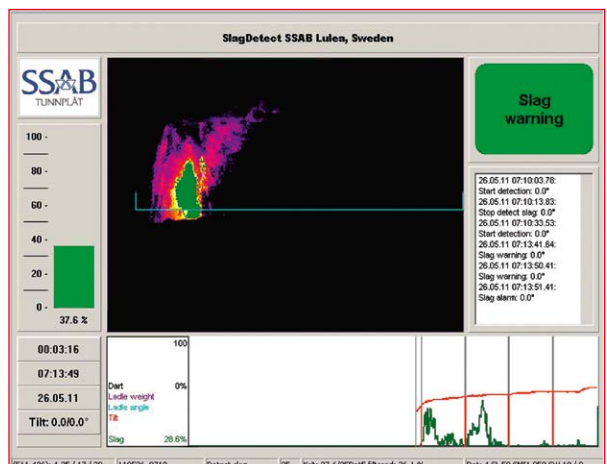 SlagDetect SSAB Lulea, Sweden
SSAB
TUNNPLÅT
Slag
warning
100 -
80 -
60 -
40 -
20 -
0 -
37.6 %
26.05.11 07:10:03.78:
Start detection: 0.0°
26.05.11 07:10:13.83:
Stop detect slag: 0.0°
26.05.11 07:10:33.53:
Start detection: 0.0°
26.05.11 07:13:41.64:
Slag warning: 0.0°
26.05.11 07:13:50.41:
Slag warning: 0.0°
26.05.11 07:13:51.41:
Slag alarm: 0.0°
00:03:16
07:13:49
26.05.11
Tilt: 0.0/0.0°
100
Dart 0%
Ladle weight
Ladle angle
Tilt
Slag 28.6%